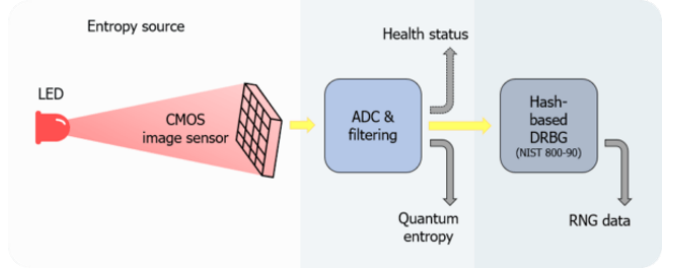 Entropy source
Health status
LED
CMOS
image sensor
ADC &
filtering
Hash-
based
DRBG
(NIST 800-90)
Quantum
entropy
RNG data